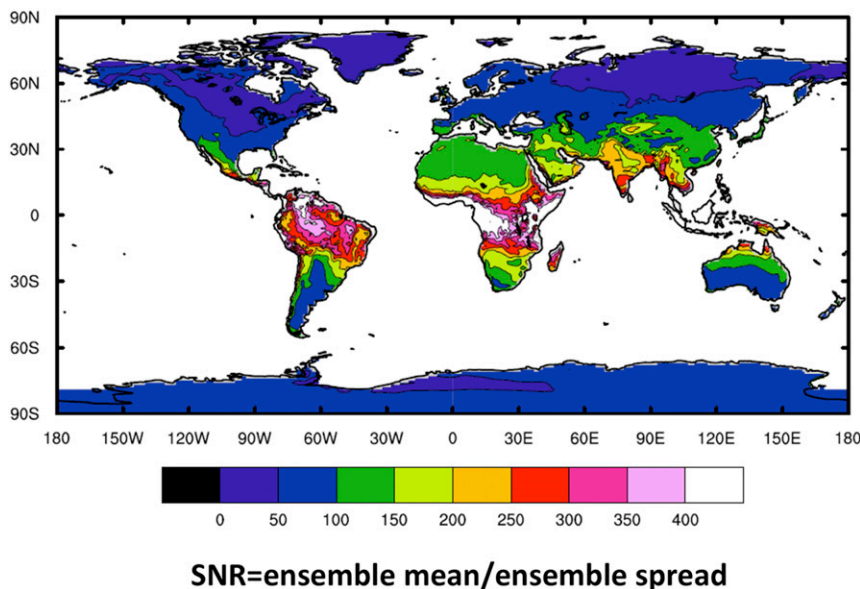 90N
60N
30N
0
30S
60S
90S
180 150W 120W 90W 60W 30W 0 30E 60E 90E 120E 150E 180
0 50 100 150 200 250 300 350 400
SNR=ensemble mean/ensemble spread